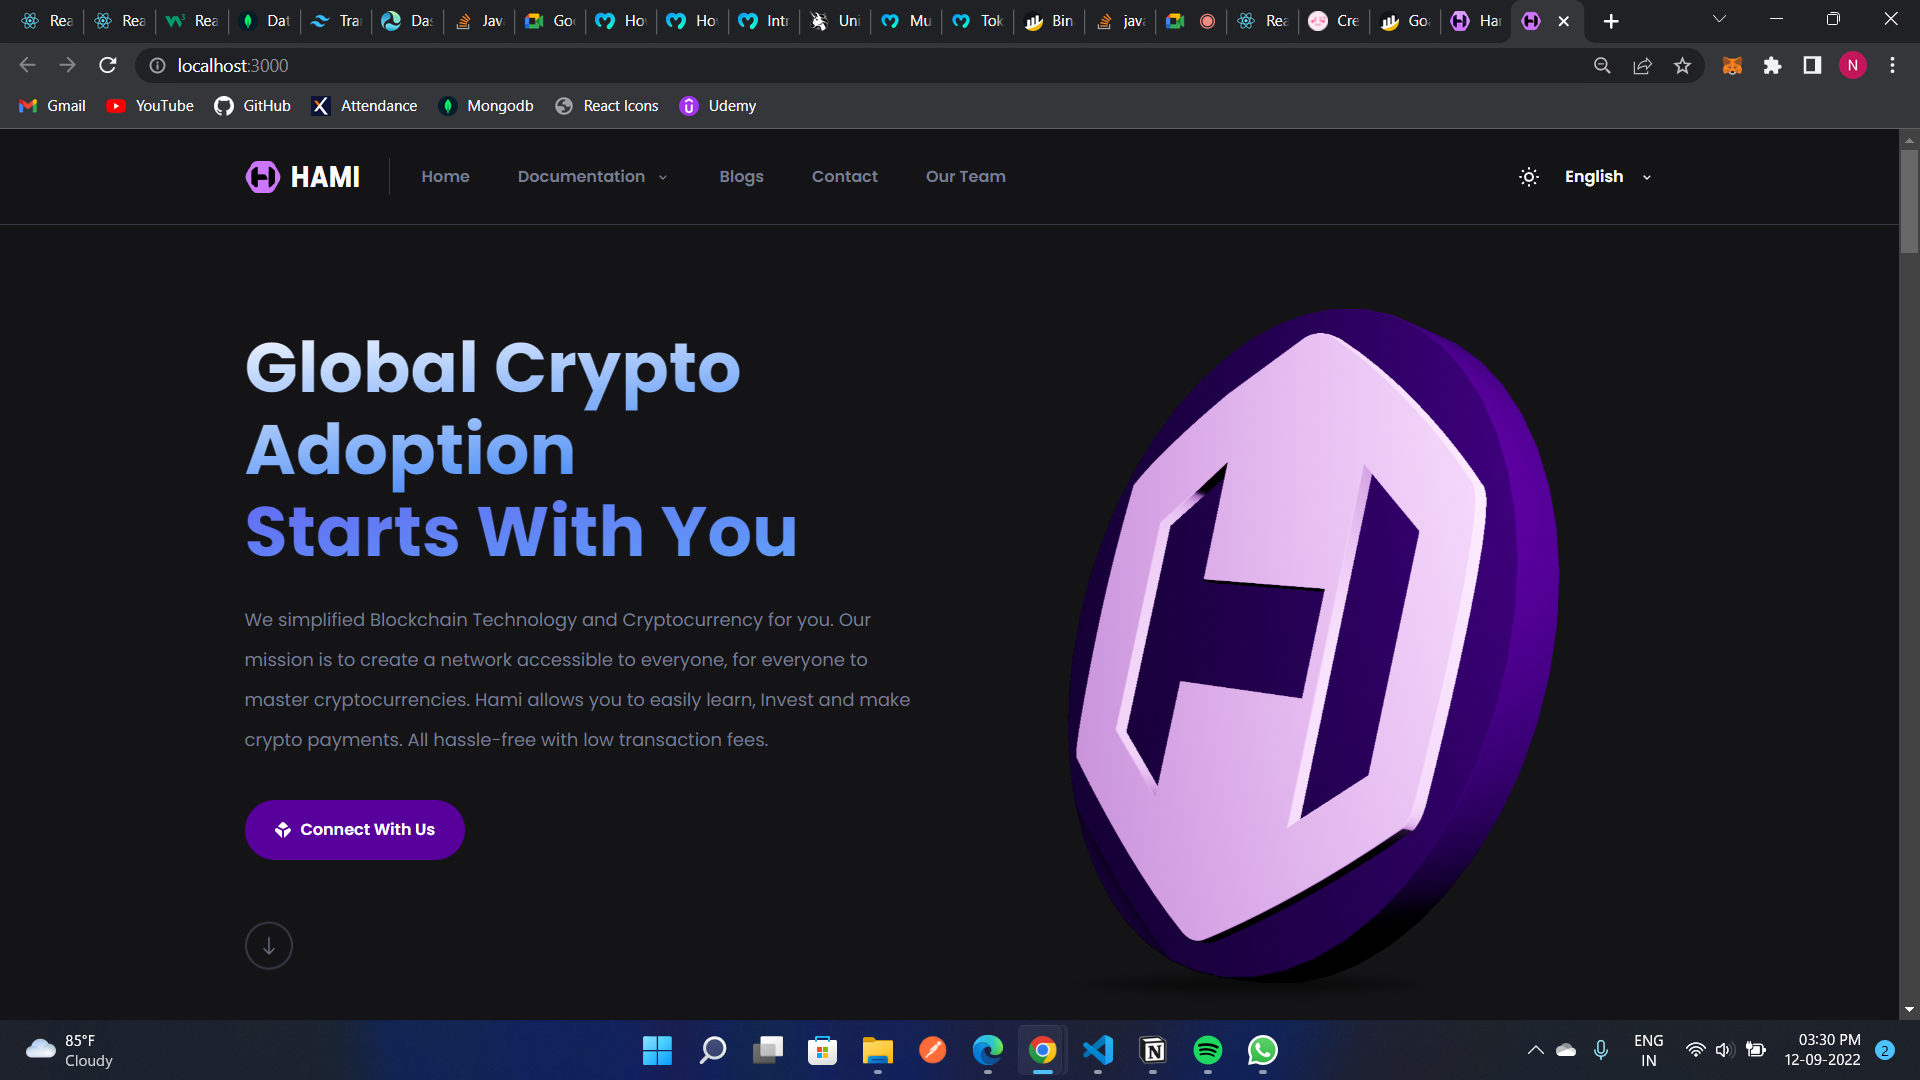 Rea Rea Rea Dat Tra Das Jav Goo Ho Ho Intr Uni Mu Tok Bin java Rea Cre Go Ham
localhost:3000
N
Gmail YouTube GitHub Attendance Mongodb React Icons Udemy
HAMI Home Documentation Blogs Contact Our Team English
Global Crypto
Adoption
Starts With You
We simplified Blockchain Technology and Cryptocurrency for you. Our
mission is to create a network accessible to everyone, for everyone to
master cryptocurrencies. Hami allows you to easily learn, Invest and make
crypto payments. All hassle-free with low transaction fees.
Connect With Us
85°F
Cloudy
ENG
IN
03:30 PM
12-09-2022
2